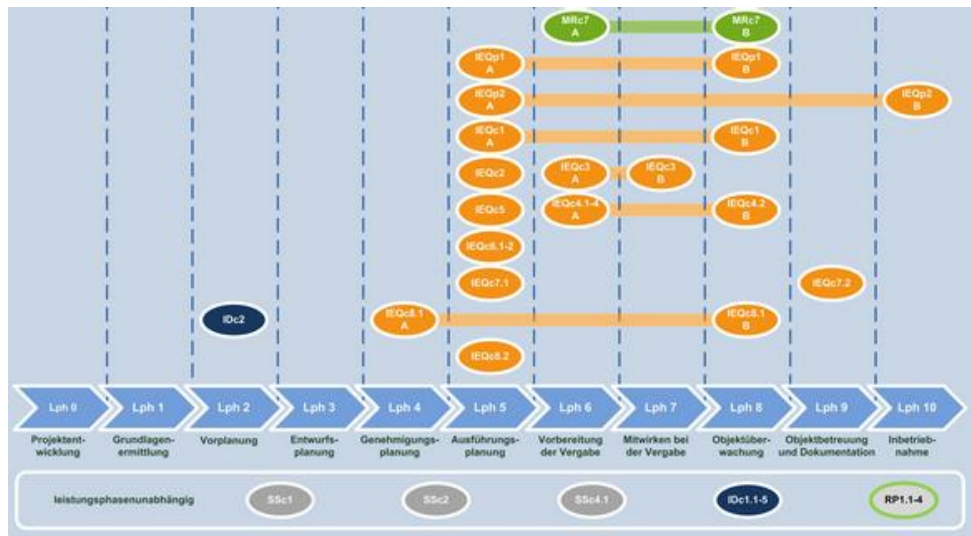 MRc7
A
MRc7
B
IEQp1
A
IEQp1
B
IEQp2
A
IEQp2
B
IEQc1
A
IEQc1
B
IEQc2
IEQc3
A
IEQc3
B
IEQc5
IEQc4.1-4
A
IEQc4.2
B
IEQc6.1-2
IEQc7.1
IEQc7.2
IDc2
IEQc8.1
A
IEQc8.1
B
IEQc8.2
Lph 0
Lph 1
Lph 2
Lph 3
Lph 4
Lph 5
Lph 6
Lph 7
Lph 8
Lph 9
Lph 10
Projektent-
wicklung
Grundlagen-
ermittlung
Vorplanung
Entwurfs-
planung
Genehmigungs-
planung
Ausführungs-
planung
Vorbereitung
der Vergabe
Mitwirken bei
der Vergabe
Objektüber-
wachung
Objektbetreuung
und Dokumentation
Inbetrieb-
nahme
leistungsphasenunabhängig
SSc1
SSc2
SSc4.1
IDc1.1-5
RP1.1-4